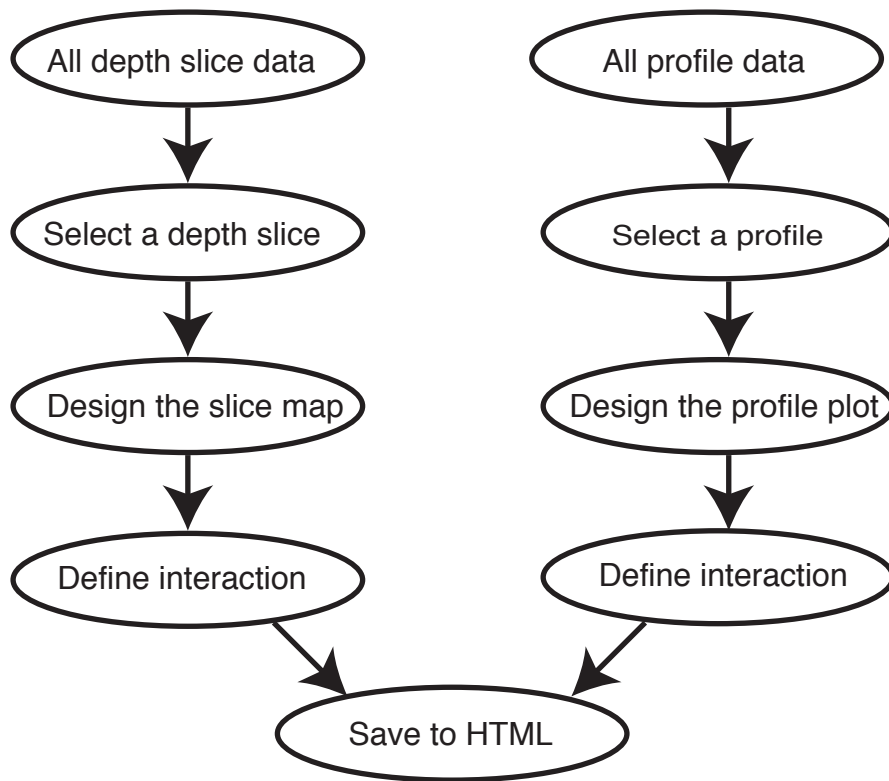 All depth slice data
All profile data
Select a depth slice
Select a profile
Design the slice map
Design the profile plot
Define interaction
Define interaction
Save to HTML